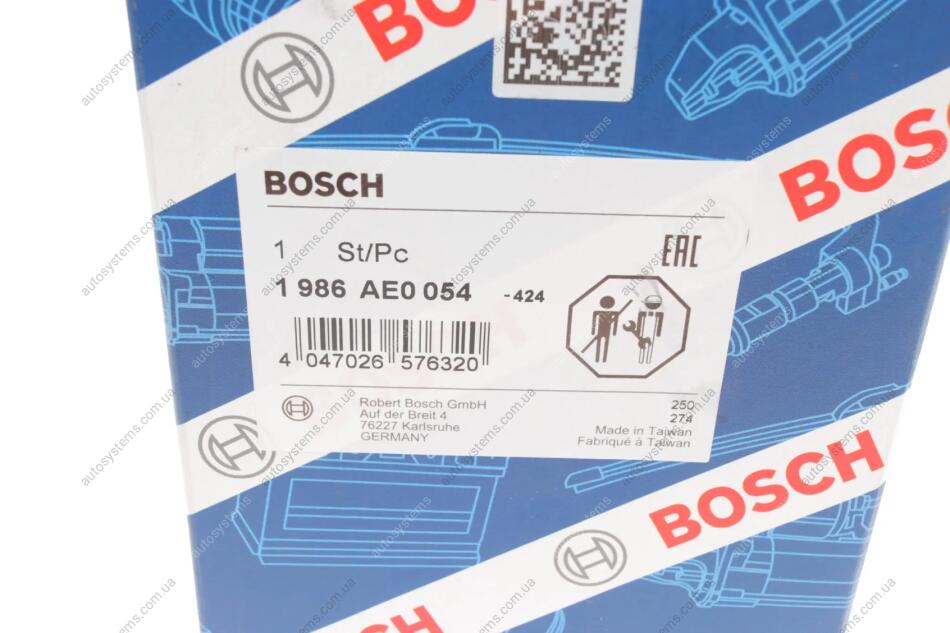 BOSCH
BOSCH
BOSCH
1 St/Pc
EAC
1 986 AE0 054 -424
4 047026 576320
Robert Bosch GmbH
Auf der Breit 4
76227 Karlsruhe
GERMANY
250
274
Made in Taiwan
Fabriqué à Taiwan
BOSCH
autosystems.com.ua